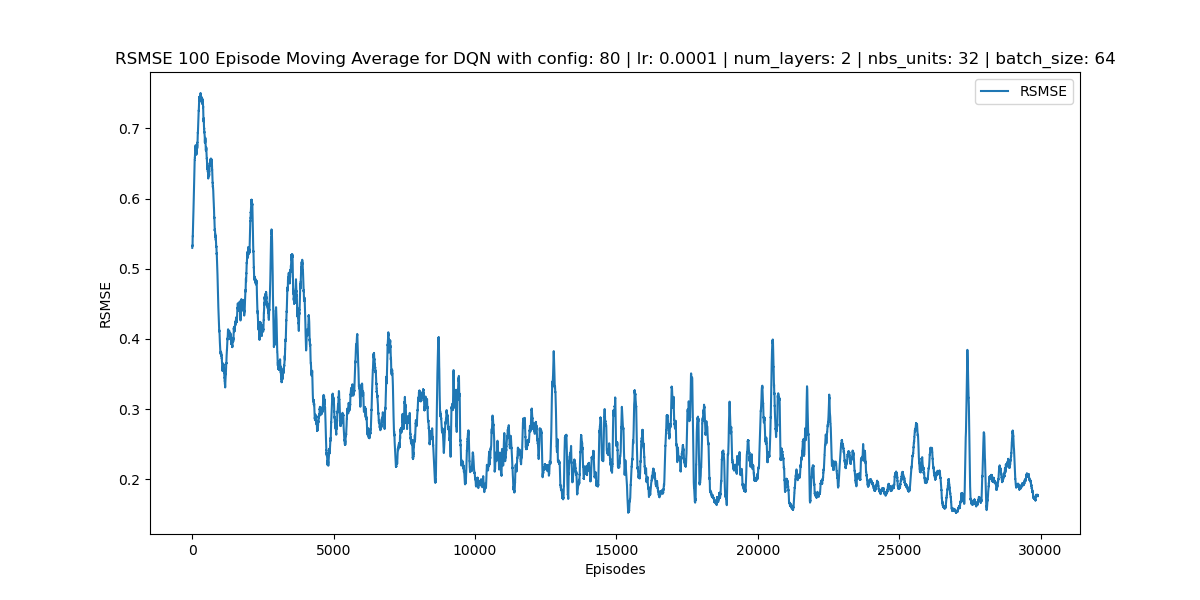 RSMSE 100 Episode Moving Average for DQN with config: 80 | lr: 0.0001 | num_layers: 2 | nbs_units: 32 | batch_size: 64
RSMSE
0.7
0.6
0.5
0.4
0.3
0.2
RSMSE
0 5000 10000 15000 20000 25000 30000
Episodes